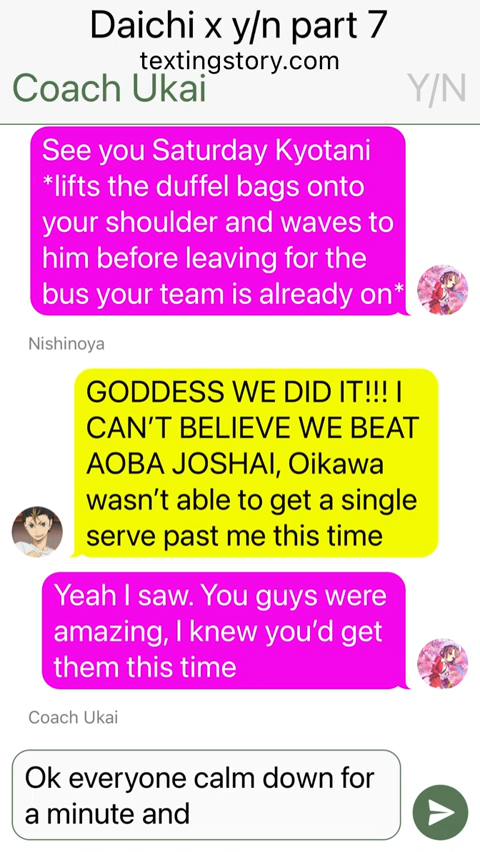 Daichi x y/n part 7
textingstory.com
Coach Ukai
Y/N
See you Saturday Kyotani
*lifts the duffel bags onto
your shoulder and waves to
him before leaving for the
bus your team is already on*
Nishinoya
GODDESS WE DID IT!!! I
CAN'T BELIEVE WE BEAT
AOBA JOSHAI, Oikawa
wasn't able to get a single
serve past me this time
Yeah I saw. You guys were
amazing, I knew you'd get
them this time
Coach Ukai
Ok everyone calm down for
a minute and